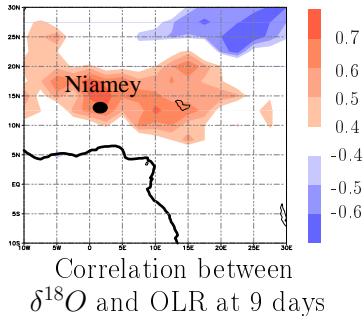 30N
25N
20N
15N
10N
5N
EQ
5S
10S
Niamey
10W
5W
0
5E
10E
15E
20E
25E
30E
0.7
0.6
0.5
0.4
-0.4
-0.5
-0.6
Correlation between
δ¹⁸O and OLR at 9 days